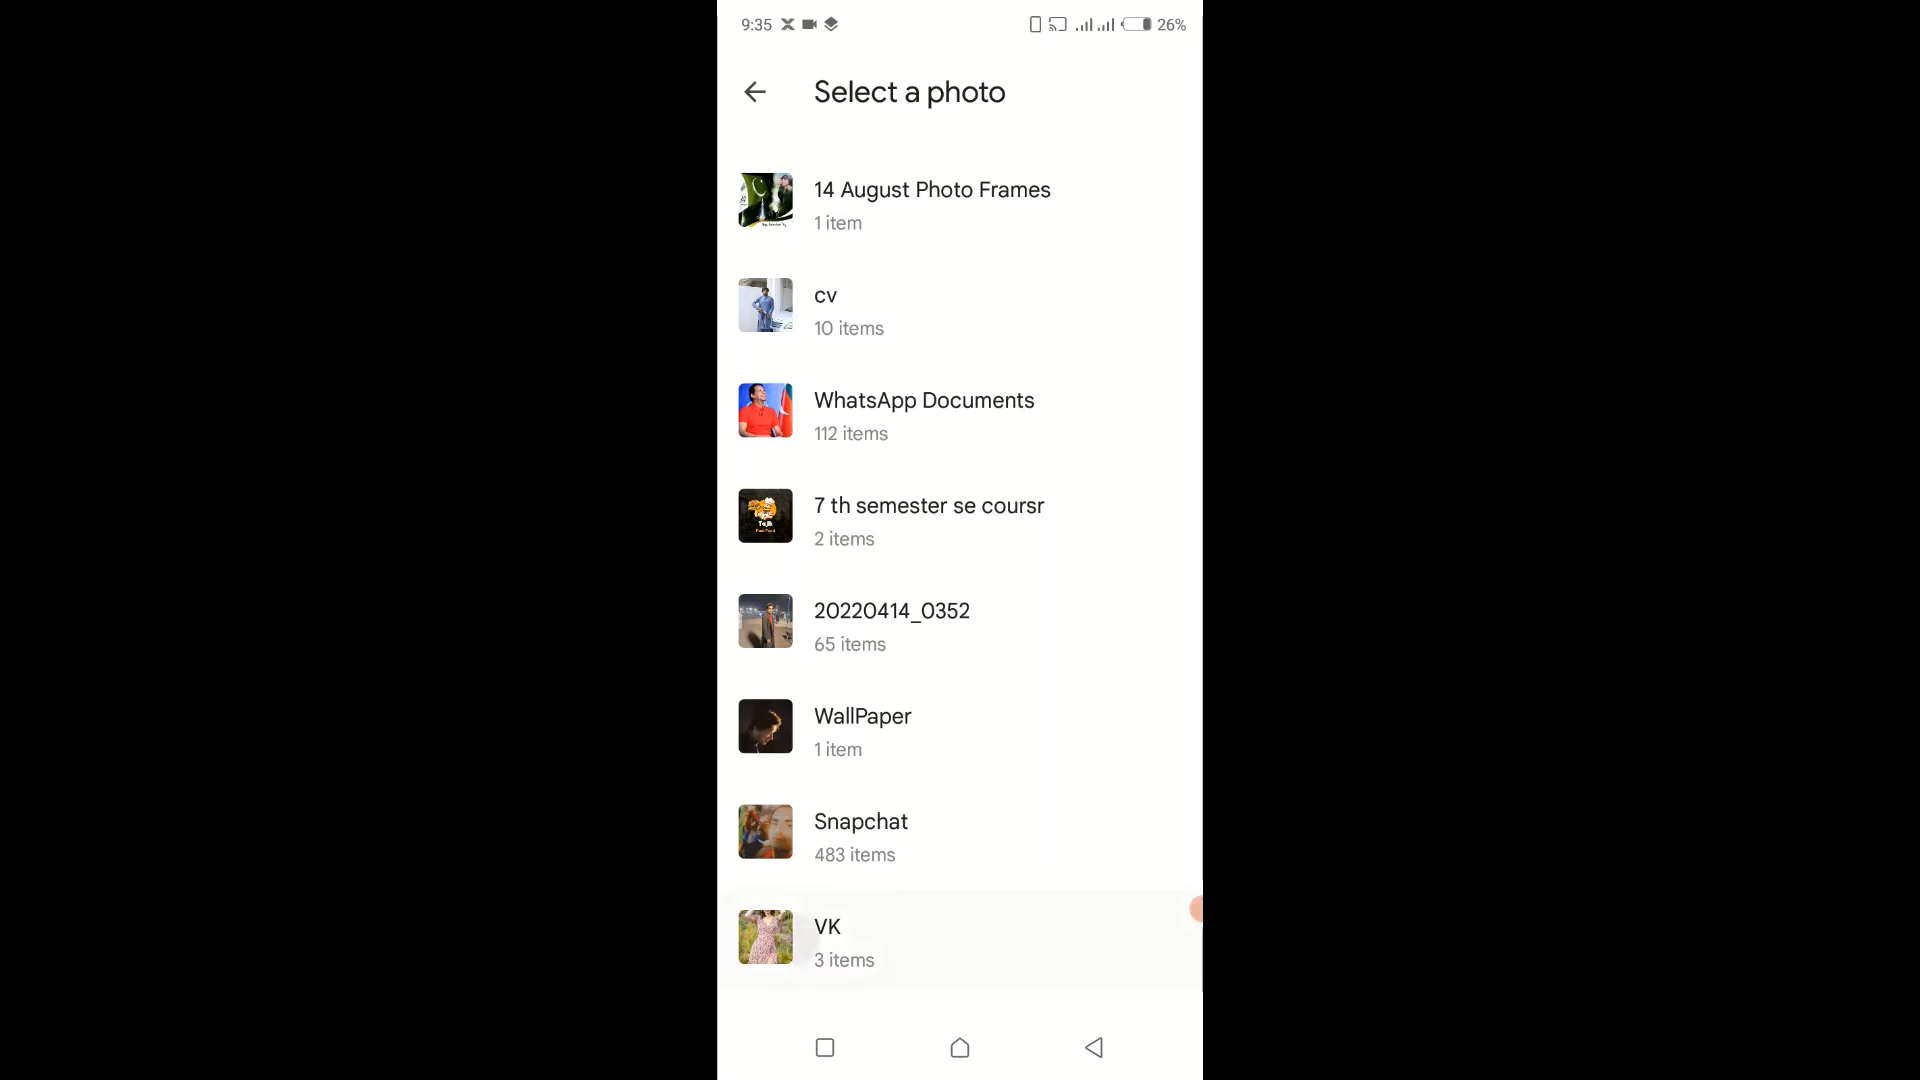 9:35
26%
Select a photo
14 August Photo Frames
1 item
cv
10 items
WhatsApp Documents
112 items
7 th semester se coursr
2 items
20220414_0352
65 items
WallPaper
1 item
Snapchat
483 items
VK
3 items